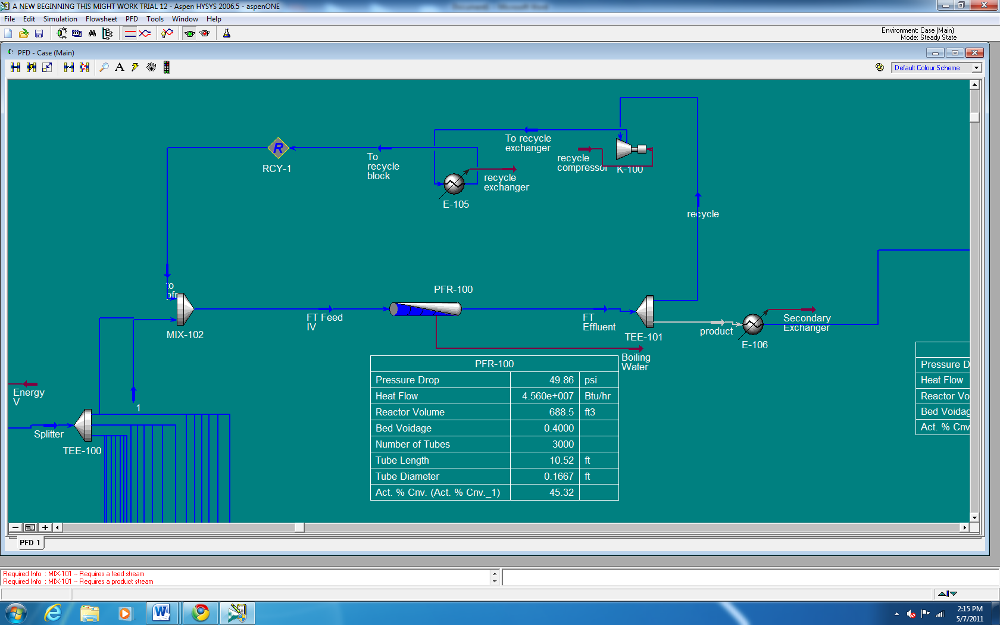 A NEW BEGINNING THIS MIGHT WORK TRIAL 12 - Aspen HYSYS 2006.5 - aspenONE
File Edit Simulation Flowsheet PFD Tools Window Help
Environment: Case (Main)
Mode: Steady State
PFD - Case (Main)
A
Default Colour Scheme
To recycle
exchanger
R
RCY-1
To
recycle
block
recycle
compressor
K-100
recycle
exchanger
E-105
recycle
to
pfr
PFR-100
MIX-102
FT Feed
IV
FT
Effluent
TEE-101
product
E-106
Secondary
Exchanger
Boiling
Water
Energy
V
1
Splitter
TEE-100
PFR-100
Pressure Drop 49.86 psi
Heat Flow 4.560e+007 Btu/hr
Reactor Volume 688.5 ft3
Bed Voidage 0.4000
Number of Tubes 3000
Tube Length 10.52 ft
Tube Diameter 0.1667 ft
Act. % Cnv. (Act. % Cnv._1) 45.32
Pressure D
Heat Flow
Reactor Vo
Bed Voidag
Act. % Cnv
PFD 1
Required Info : MIX-101 -- Requires a feed stream
Required Info : MIX-101 -- Requires a product stream
2:15 PM
5/7/2011